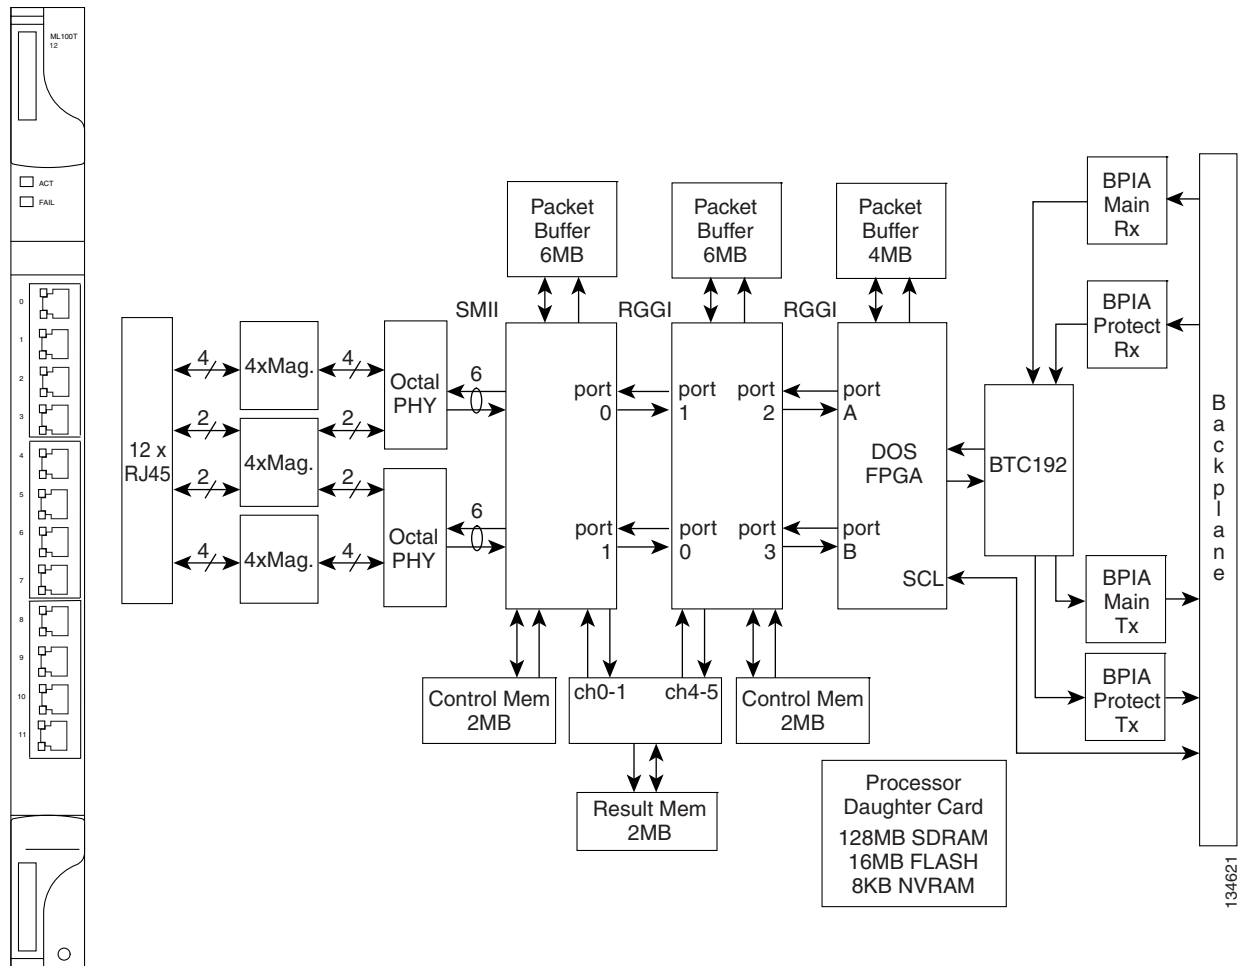 ML100T
12
ACT
FAIL
0
1
2
3
4
5
6
7
8
9
10
11
12 x
RJ45
4
4
2
2
2
2
4
4
4xMag.
4xMag.
4xMag.
Octal
PHY
Octal
PHY
6
6
SMII
RGGI
RGGI
Packet
Buffer
6MB
Packet
Buffer
6MB
Packet
Buffer
4MB
port
0
port
1
port
1
port
0
port
2
port
3
port
A
DOS
FPGA
port
B
SCL
Control Mem
2MB
ch0-1
ch4-5
Control Mem
2MB
Result Mem
2MB
Processor
Daughter Card
128MB SDRAM
16MB FLASH
8KB NVRAM
BTC192
BPIA
Main
Rx
BPIA
Protect
Rx
BPIA
Main
Tx
BPIA
Protect
Tx
Backplane
134621